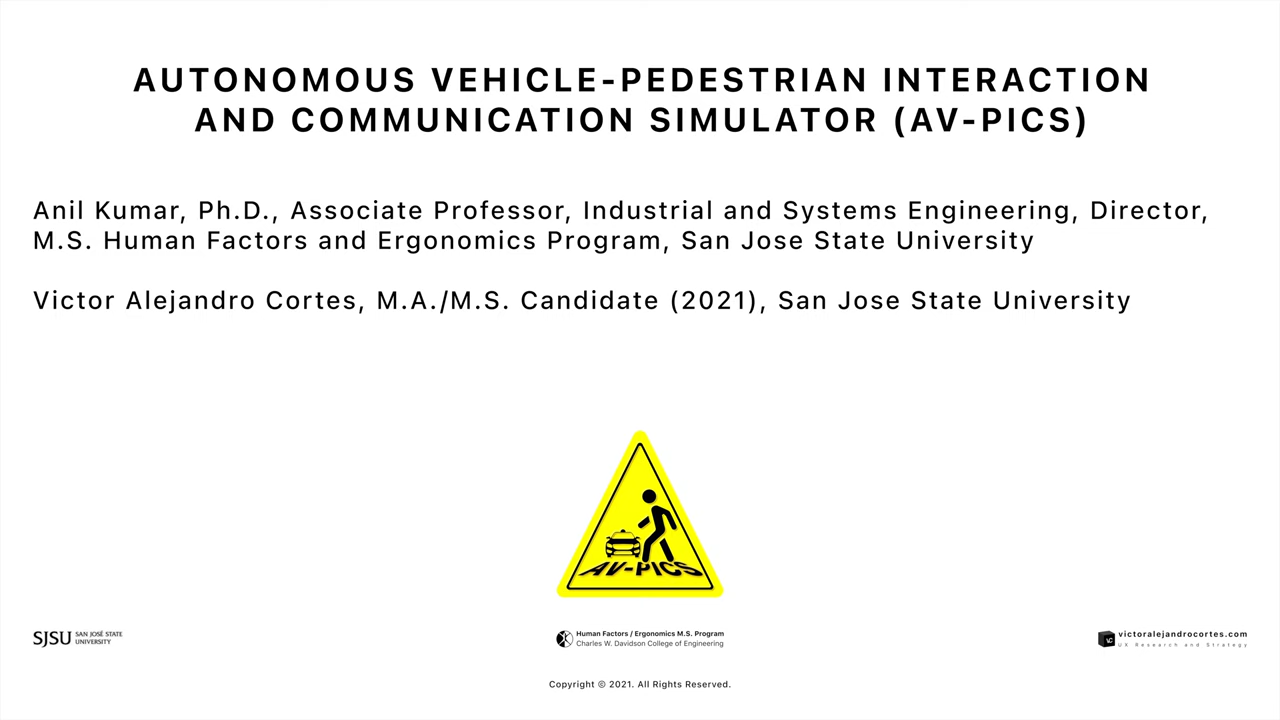 AUTONOMOUS VEHICLE-PEDESTRIAN INTERACTION
AND COMMUNICATION SIMULATOR (AV-PICS)
Anil Kumar, Ph.D., Associate Professor, Industrial and Systems Engineering, Director,
M.S. Human Factors and Ergonomics Program, San Jose State University
Victor Alejandro Cortes, M.A./M.S. Candidate (2021), San Jose State University
AV-PICS
SJSU SAN JOSÉ STATE
UNIVERSITY
Human Factors / Ergonomics M.S. Program
Charles W. Davidson College of Engineering
VC
victoralejandrocortes.com
UX Research and Strategy
Copyright © 2021. All Rights Reserved.